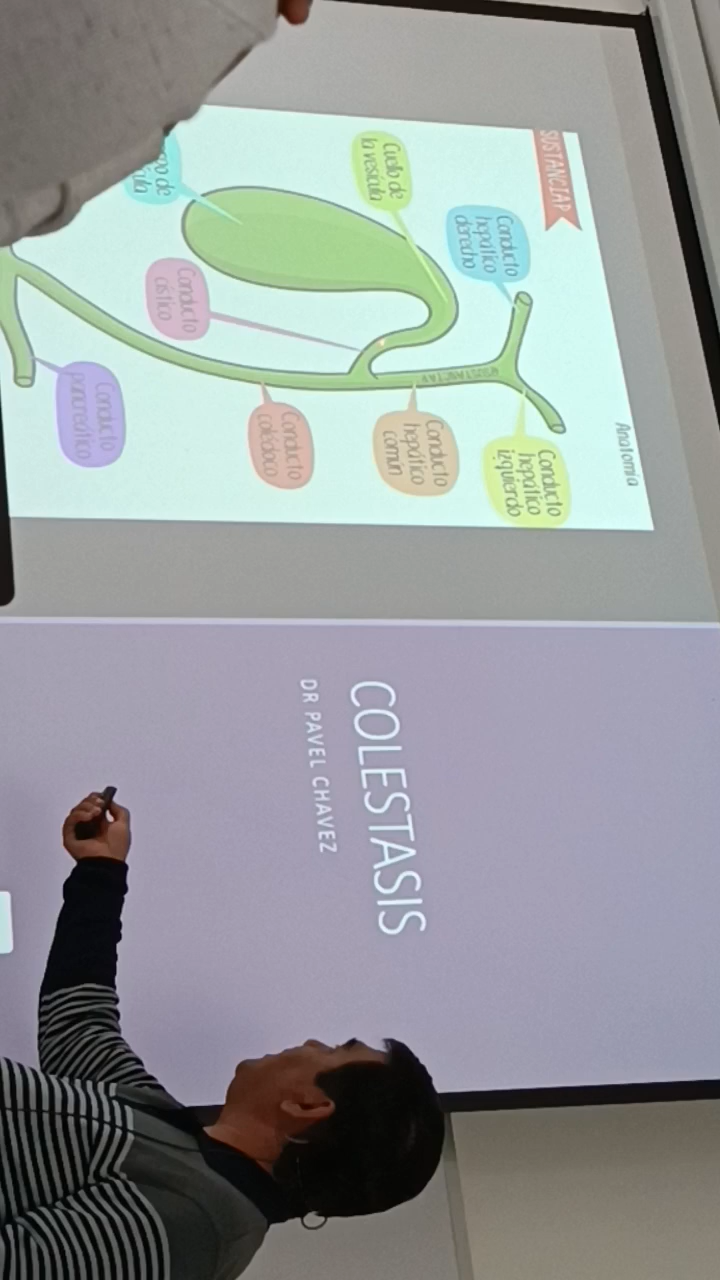 SUSTANCIAP
Anatomía
Conducto
hepático
derecho
Conducto
hepático
izquierdo
Cuello de
la vesícula
Conducto
hepático
común
Conducto
cístico
Conducto
colédoco
de
Conducto
pancreático
COLESTASIS
DR PAVEL CHAVEZ